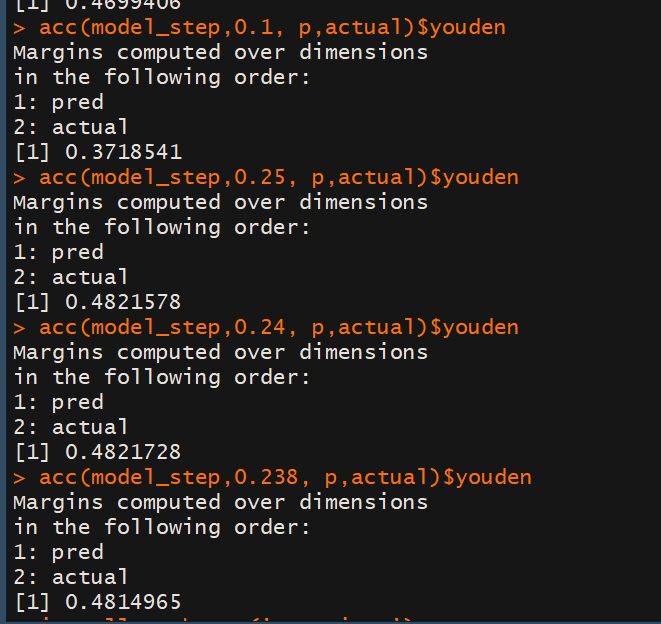 [1] 0.4699406
> acc(model_step,0.1, p,actual)$youden
Margins computed over dimensions
in the following order:
1: pred
2: actual
[1] 0.3718541
> acc(model_step,0.25, p,actual)$youden
Margins computed over dimensions
in the following order:
1: pred
2: actual
[1] 0.4821578
> acc(model_step,0.24, p,actual)$youden
Margins computed over dimensions
in the following order:
1: pred
2: actual
[1] 0.4821728
> acc(model_step,0.238, p,actual)$youden
Margins computed over dimensions
in the following order:
1: pred
2: actual
[1] 0.4814965